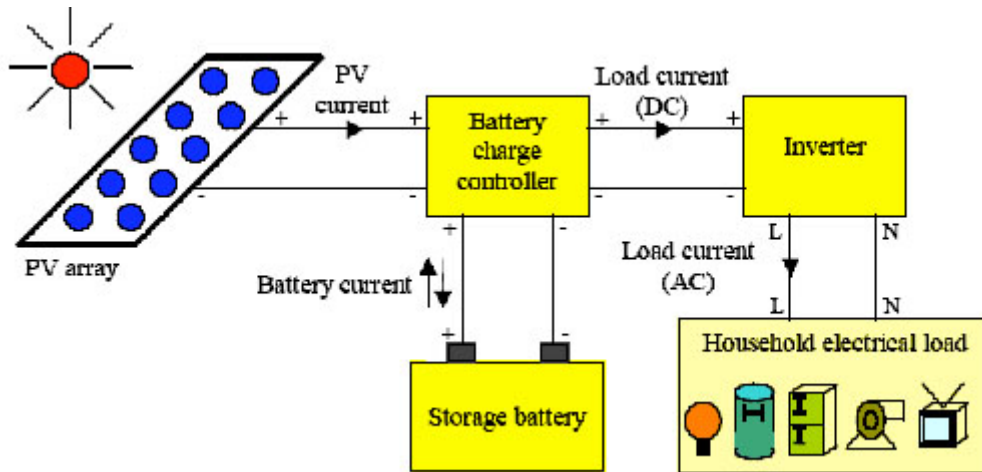 PV
current
Load current
(DC)
+ + + +
Battery
charge
controller
Inverter
- - - -
PV array
+ -
L N
Battery current
Load current
(AC)
+ -
L N
Household electrical load
Storage battery